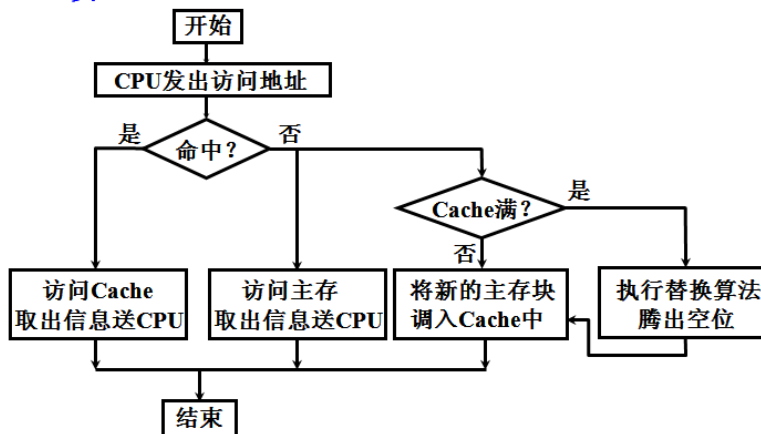 开始
CPU发出访问地址
是
命中？
否
Cache满？
是
否
访问Cache
取出信息送CPU
访问主存
取出信息送CPU
将新的主存块
调入Cache中
执行替换算法
腾出空位
结束